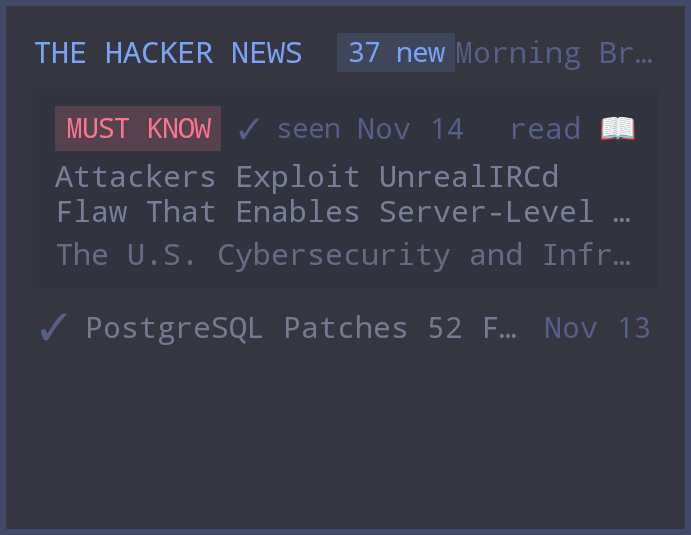 THE HACKER NEWS 37 new Morning Br…
MUST KNOW ✓ seen Nov 14 read 📖
Attackers Exploit UnrealIRCd
Flaw That Enables Server-Level …
The U.S. Cybersecurity and Infr…
✓ PostgreSQL Patches 52 F… Nov 13